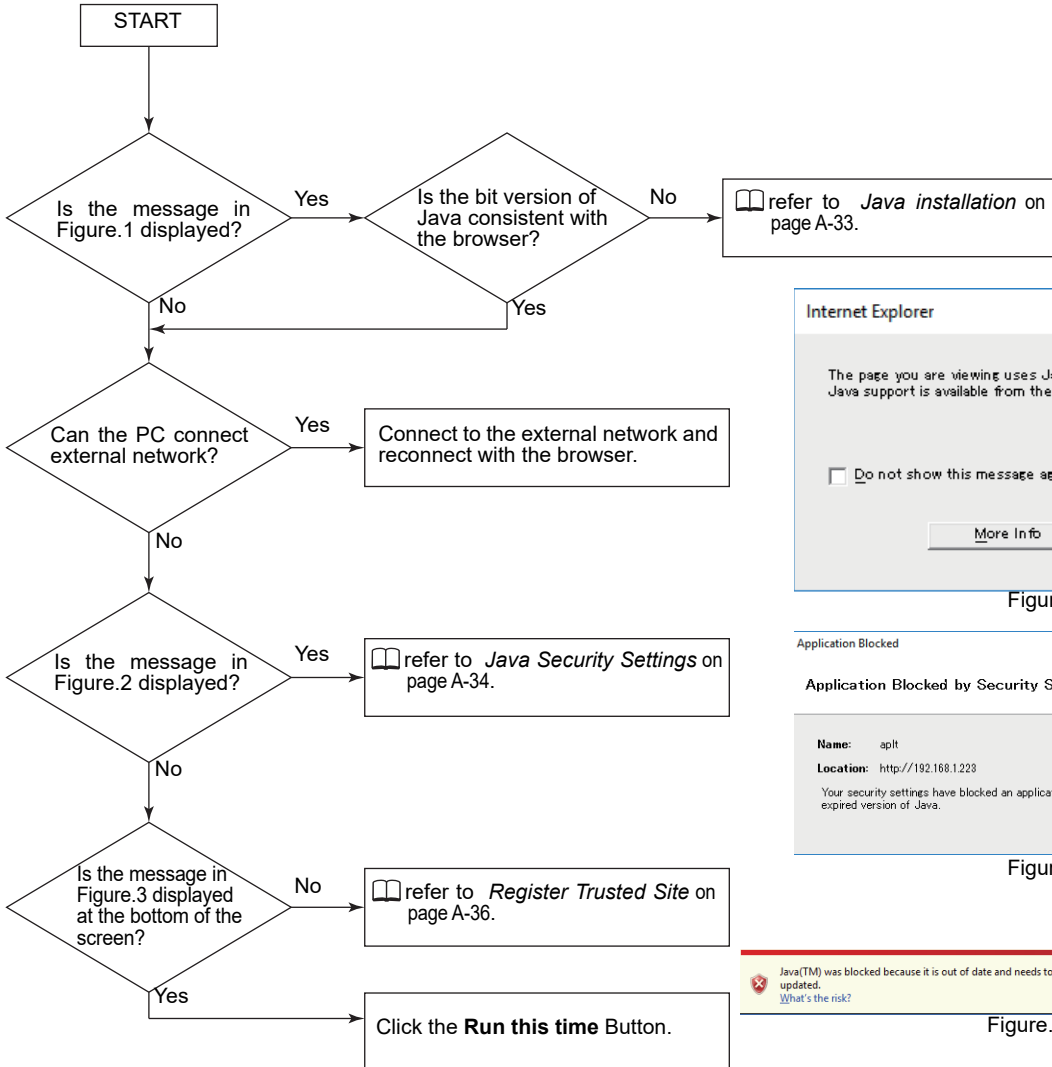 START
Is the message in
Figure.1 displayed?
Yes
No
Is the bit version of
Java consistent with
the browser?
No
Yes
refer to Java installation on
page A-33.
Can the PC connect
external network?
Yes
No
Connect to the external network and
reconnect with the browser.
Is the message in
Figure.2 displayed?
Yes
No
refer to Java Security Settings on
page A-34.
Is the message in
Figure.3 displayed
at the bottom of the
screen?
No
Yes
refer to Register Trusted Site on
page A-36.
Click the Run this time Button.
Internet Explorer
The page you are viewing uses
Java support is available from the
Do not show this message
More Info
Application Blocked
Application Blocked by Security
Name: aplt
Location: http://192.168.1.223
Your security settings have blocked an
expired version of Java.
Java(TM) was blocked because it is out of date and needs to
updated.
What's the risk?
Figure.